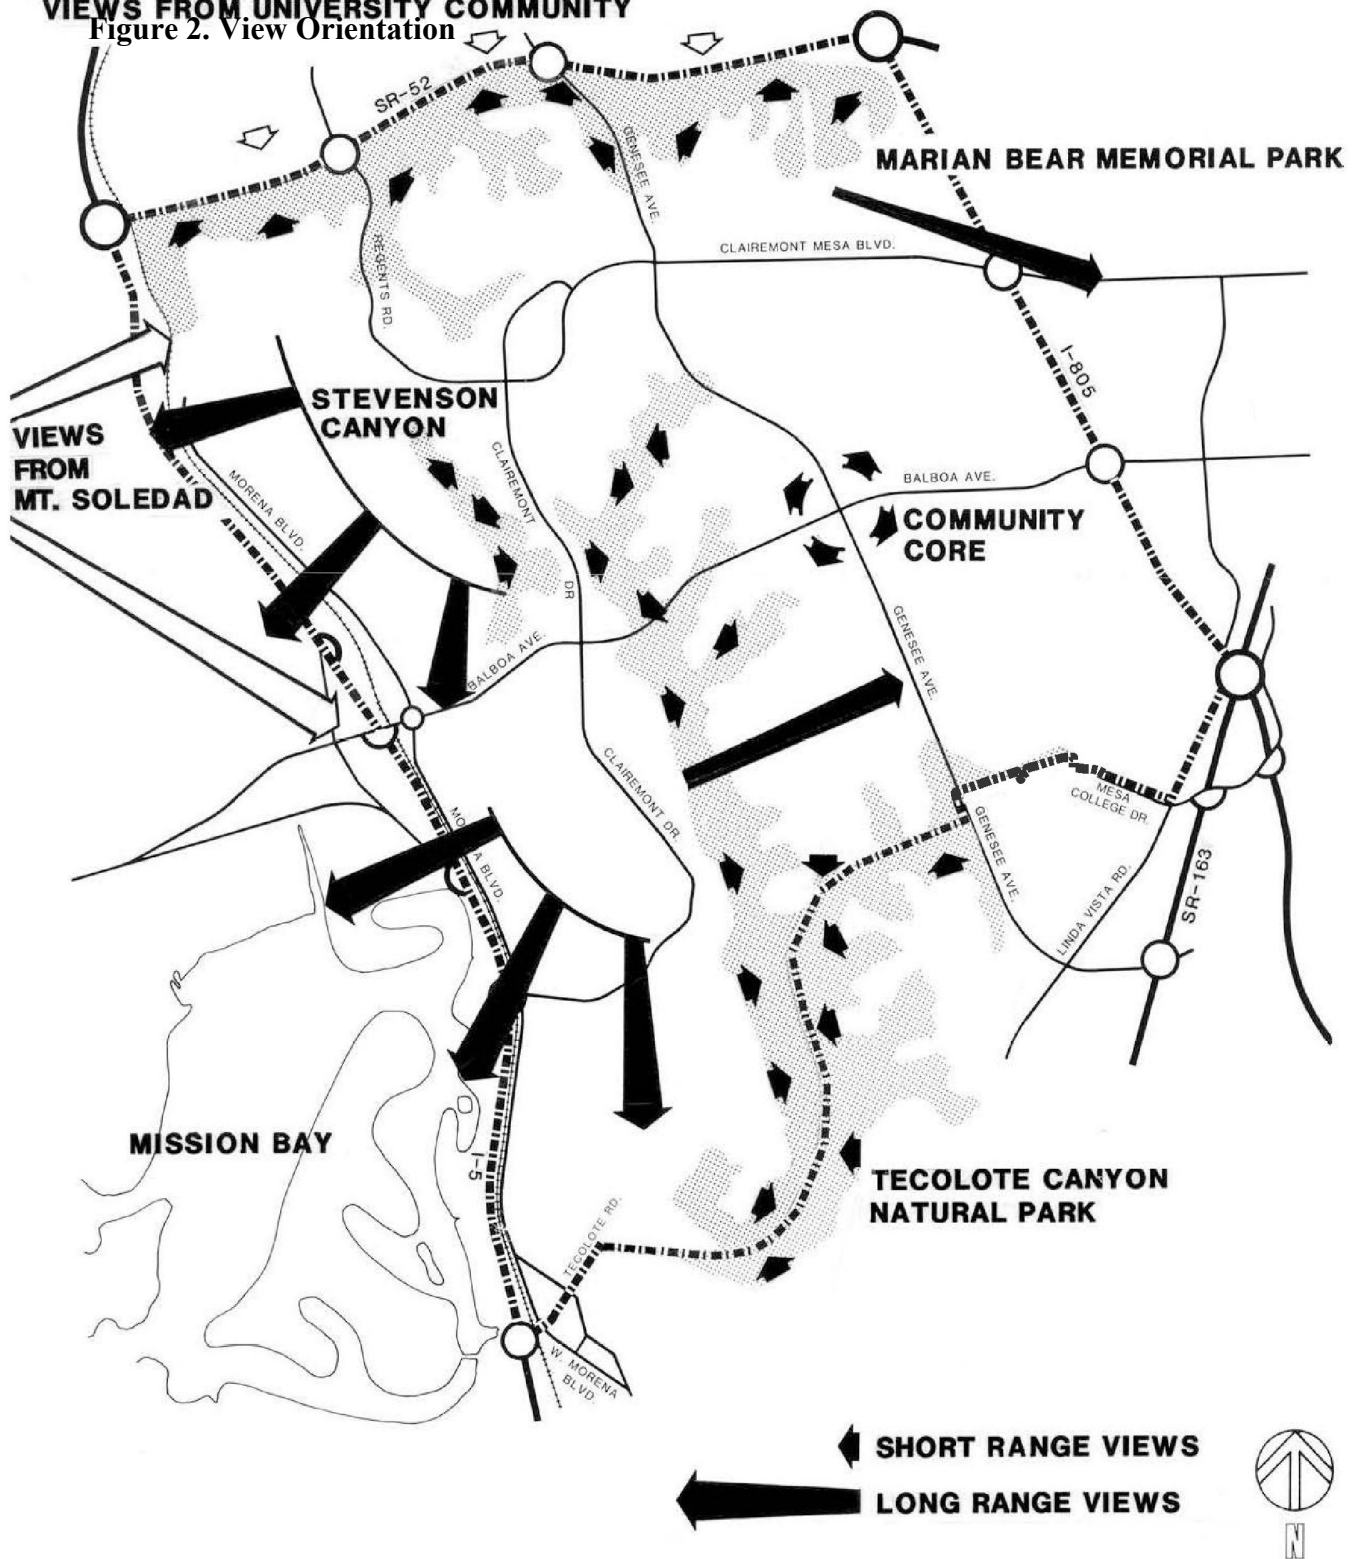 VIEWS FROM UNIVERSITY COMMUNITY
Figure 2. View Orientation
SR-52
GENESEE AVE.
MARIAN BEAR MEMORIAL PARK
CLAIREMONT MESA BLVD.
REGENTS RD.
I-805
STEVENSON
CANYON
VIEWS
FROM
MT. SOLEDAD
MORENA BLVD.
CLAIREMONT
DR
BALBOA AVE.
COMMUNITY
CORE
GENESEE AVE.
BALBOA AVE.
CLAIREMONT DR.
MESA
COLLEGE DR.
GENESEE AVE.
LINDA VISTA RD.
SR-163
BLVD.
MISSION BAY
I-5
TECOLOTE CANYON
NATURAL PARK
TECOLOTE RD.
W. MORENA
BLVD.
SHORT RANGE VIEWS
LONG RANGE VIEWS
N